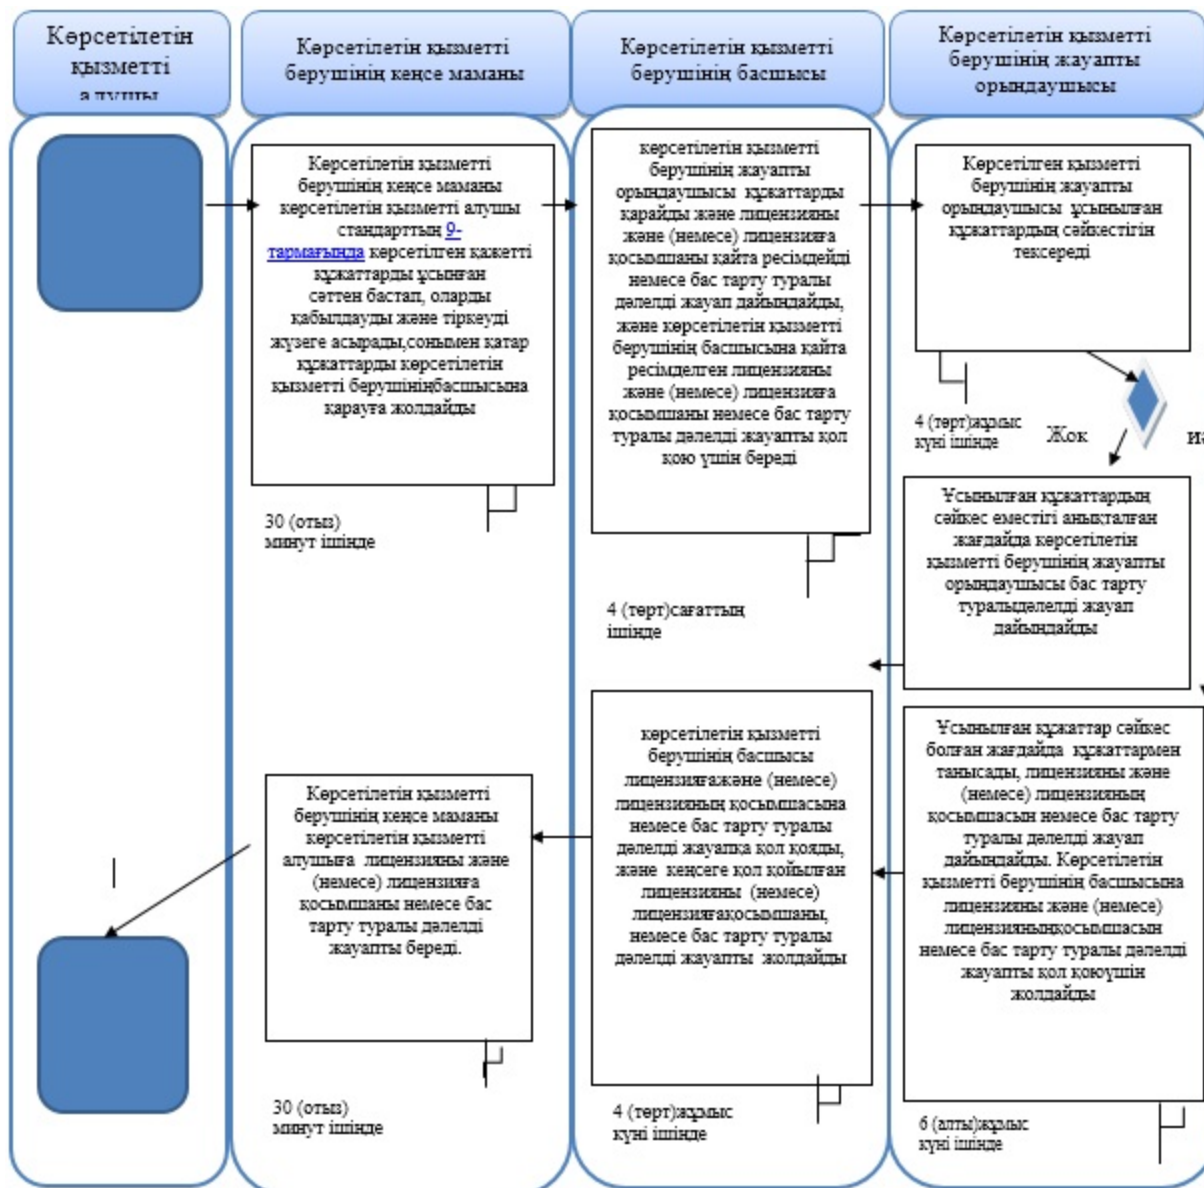 Көрсетілетін
қызметті
алушы
Көрсетілетін қызметті
берушінің кеңсе маманы
Көрсетілетін қызметті
берушінің басшысы
Көрсетілетін қызметті
берушінің жауапты
орындаушысы
Көрсетілетін қызметті
берушінің кеңсе маманы
көрсетілетін қызметті алушы
стандарттың 9-
тармағында көрсетілген қажетті
құжаттарды ұсынған
сәттен бастап, оларды
қабылдауды және тіркеуді
жүзеге асырады,сонымен қатар
құжаттарды көрсетілетін
қызметті берушініңбасшысына
қарауға жолдайды
30 (отыз)
минут ішінде
көрсетілетін қызметті
берушінің жауапты
орындаушысы құжаттарды
қарайды және лицензияны
және (немесе) лицензияға
қосымшаны қайта ресімдейді
немесе бас тарту туралы
дәлелді жауап дайындайды,
және көрсетілетін қызметті
берушінің басшысына қайта
ресімделген лицензияны
және (немесе) лицензияға
қосымшаны немесе бас тарту
туралы дәлелді жауапты қол
қою үшін береді
4 (төрт)сағаттың
ішінде
Көрсетілген қызметті
берушінің жауапты
орындаушысы ұсынылған
құжаттардың сәйкестігін
тексереді
4 (төрт)жұмыс
күні ішінде
Жок
из
Ұсынылған құжаттардың
сәйкес еместігі анықталған
жағдайда көрсетілетін
қызметті берушінің жауапты
орындаушысы бас тарту
туралыдәлелді жауап
дайындайды
Ұсынылған құжаттар сәйкес
болған жағдайда құжаттармен
танысады, лицензияны және
(немесе) лицензияның
қосымшасын немесе бас тарту
туралы дәлелді жауап
дайындайды. Көрсетілетін
қызметті берушінің басшысына
лицензияны және (немесе)
лицензияныңқосымшасын
немесе бас тарту туралы дәлелді
жауапты қол қоюүшін
жолдайды
6 (алты)жұмыс
күні ішінде
көрсетілетін қызметті
берушінің басшысы
лицензияғажәне (немесе)
лицензияның қосымшасына
немесе бас тарту туралы
дәлелді жауапқа қол қояды,
және кеңсеге қол қойылған
лицензияны (немесе)
лицензияғақосымшаны,
немесе бас тарту туралы
дәлелді жауапты жолдайды
4 (төрт)жұмыс
күні ішінде
Көрсетілетін қызметті
берушінің кеңсе маманы
көрсетілетін қызметті
алушыға лицензияны және
(немесе) лицензияға
қосымшаны немесе бас
тарту туралы дәлелді
жауапты береді.
30 (отыз)
минут ішінде